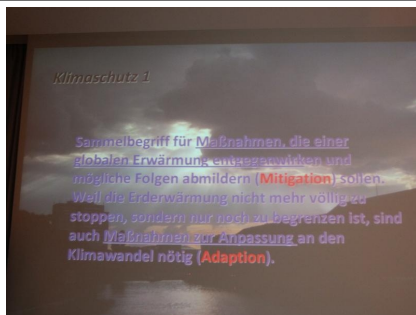 Klimaschutz 1
Sammelbegriff für Maßnahmen, die einer
globalen Erwärmung entgegenwirken und
mögliche Folgen abmildern (Mitigation) sollen.
Weil die Erderwärmung nicht mehr völlig zu
stoppen, sondern nur noch zu begrenzen ist, sind
auch Maßnahmen zur Anpassung an den
Klimawandel nötig (Adaption).